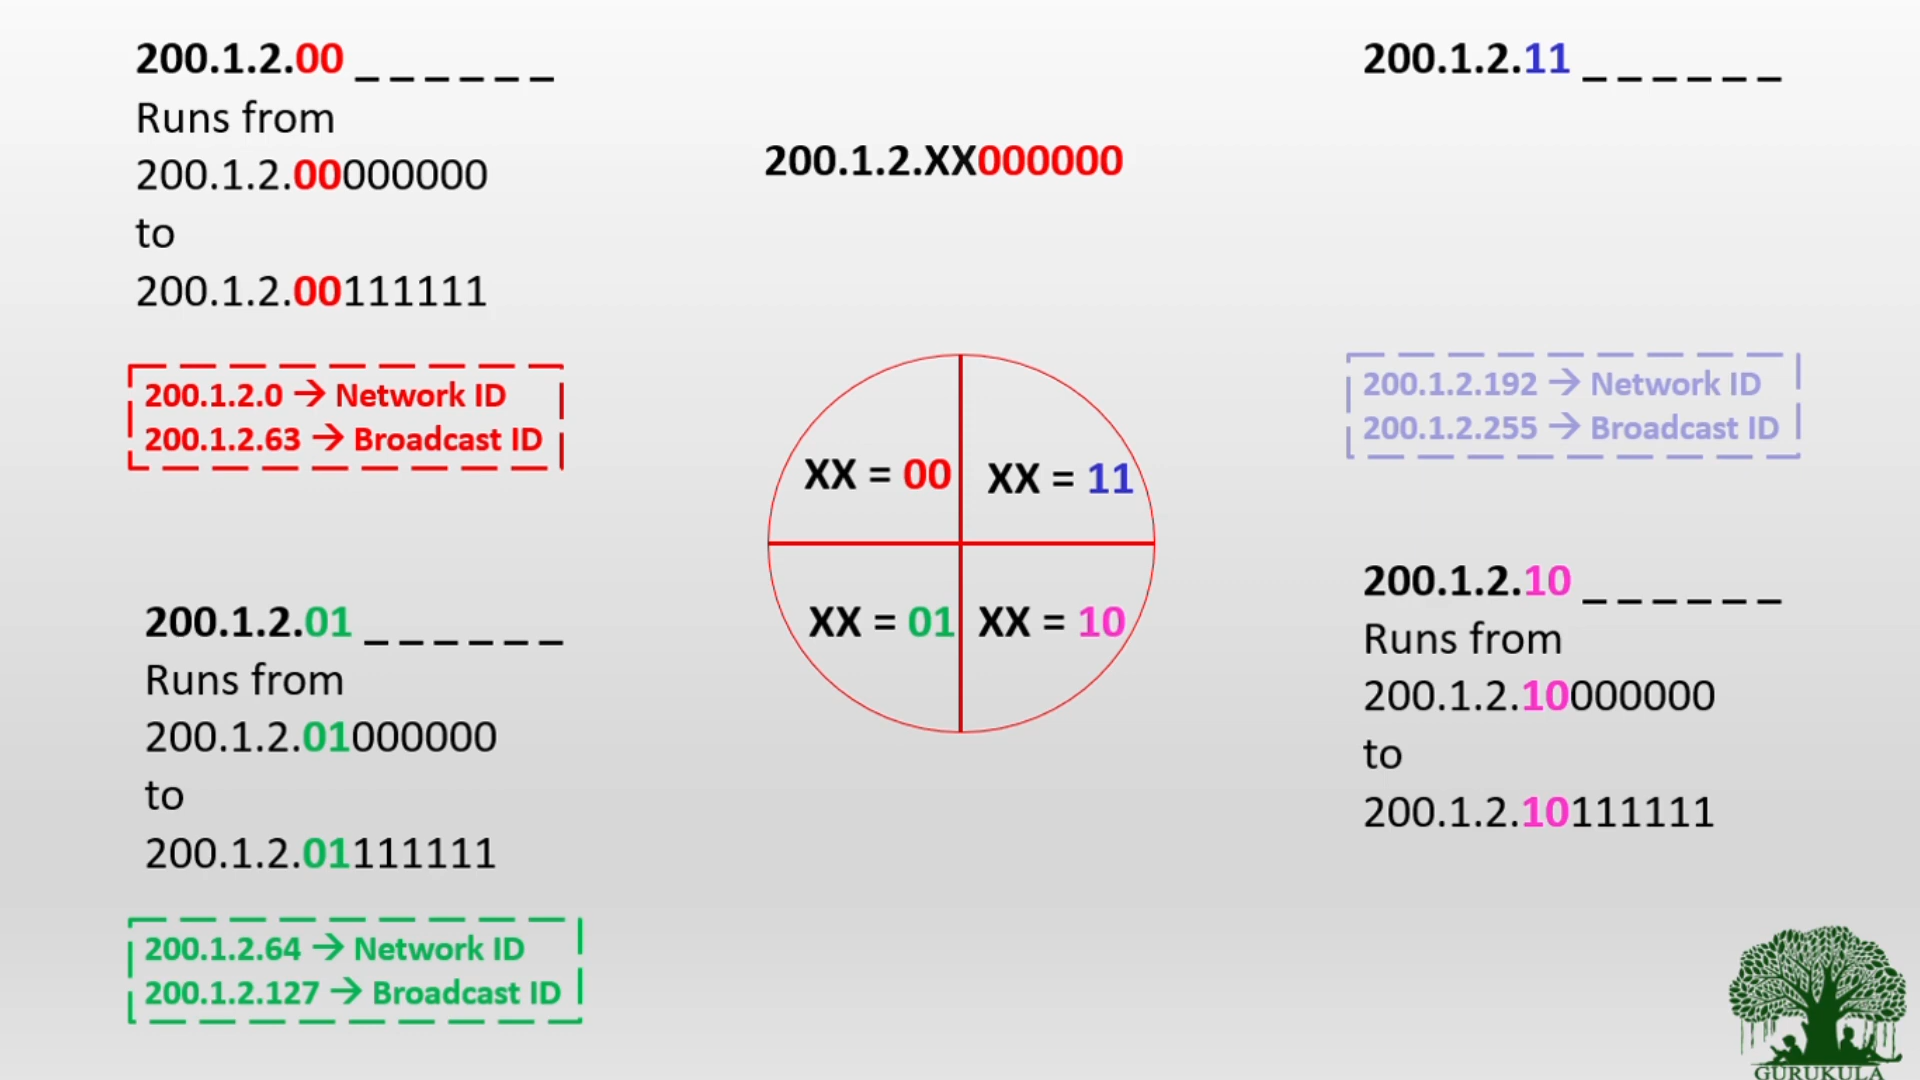 200.1.2.00 _ _ _ _ _ _
Runs from
200.1.2.00000000
to
200.1.2.00111111
200.1.2.0 → Network ID
200.1.2.63 → Broadcast ID
200.1.2.01 _ _ _ _ _ _
Runs from
200.1.2.01000000
to
200.1.2.01111111
200.1.2.64 → Network ID
200.1.2.127 → Broadcast ID
200.1.2.XX000000
XX = 00
XX = 11
XX = 01
XX = 10
200.1.2.11 _ _ _ _ _ _
200.1.2.192 → Network ID
200.1.2.255 → Broadcast ID
200.1.2.10 _ _ _ _ _ _
Runs from
200.1.2.10000000
to
200.1.2.10111111
GURUKULA